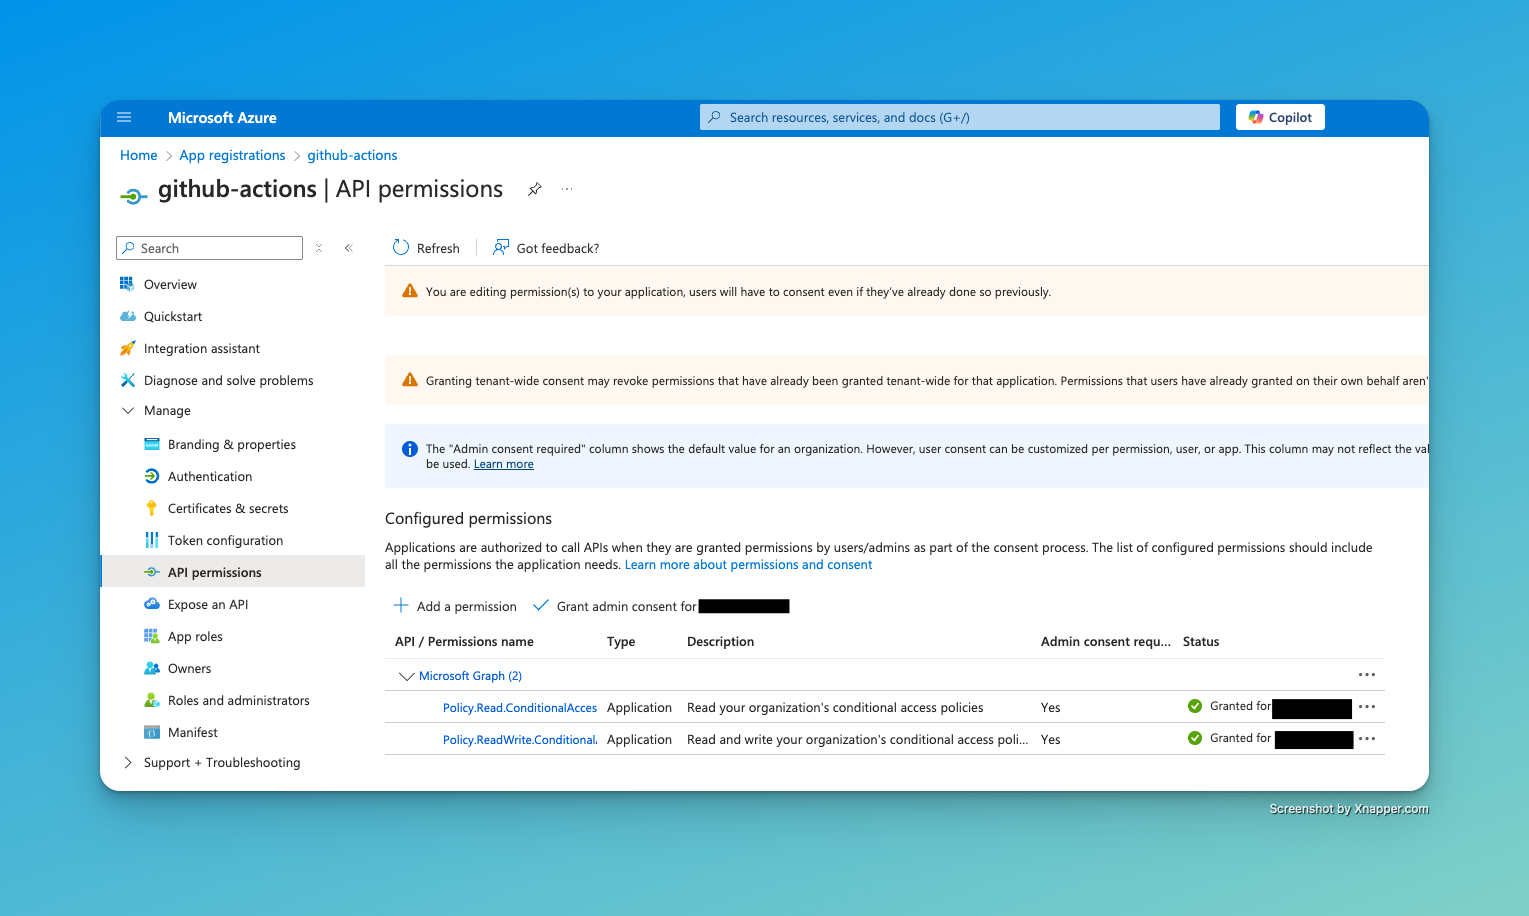 Microsoft Azure
Search resources, services, and docs (G+/)
Copilot
Home > App registrations > github-actions
github-actions | API permissions
Search
Refresh
Got feedback?
You are editing permission(s) to your application, users will have to consent even if they've already done so previously.
Granting tenant-wide consent may revoke permissions that have already been granted tenant-wide for that application. Permissions that users have already granted on their own behalf aren'
The "Admin consent required" column shows the default value for an organization. However, user consent can be customized per permission, user, or app. This column may not reflect the val
be used. Learn more
Overview
Quickstart
Integration assistant
Diagnose and solve problems
Manage
Branding & properties
Authentication
Certificates & secrets
Token configuration
API permissions
Expose an API
App roles
Owners
Roles and administrators
Manifest
Support + Troubleshooting
Configured permissions
Applications are authorized to call APIs when they are granted permissions by users/admins as part of the consent process. The list of configured permissions should include
all the permissions the application needs. Learn more about permissions and consent
Add a permission
Grant admin consent for
API / Permissions name Type Description Admin consent requ... Status
Microsoft Graph (2)
Policy.Read.ConditionalAcces Application Read your organization's conditional access policies Yes Granted for
Policy.ReadWrite.Conditional. Application Read and write your organization's conditional access poli... Yes Granted for
Screenshot by Xnapper.com